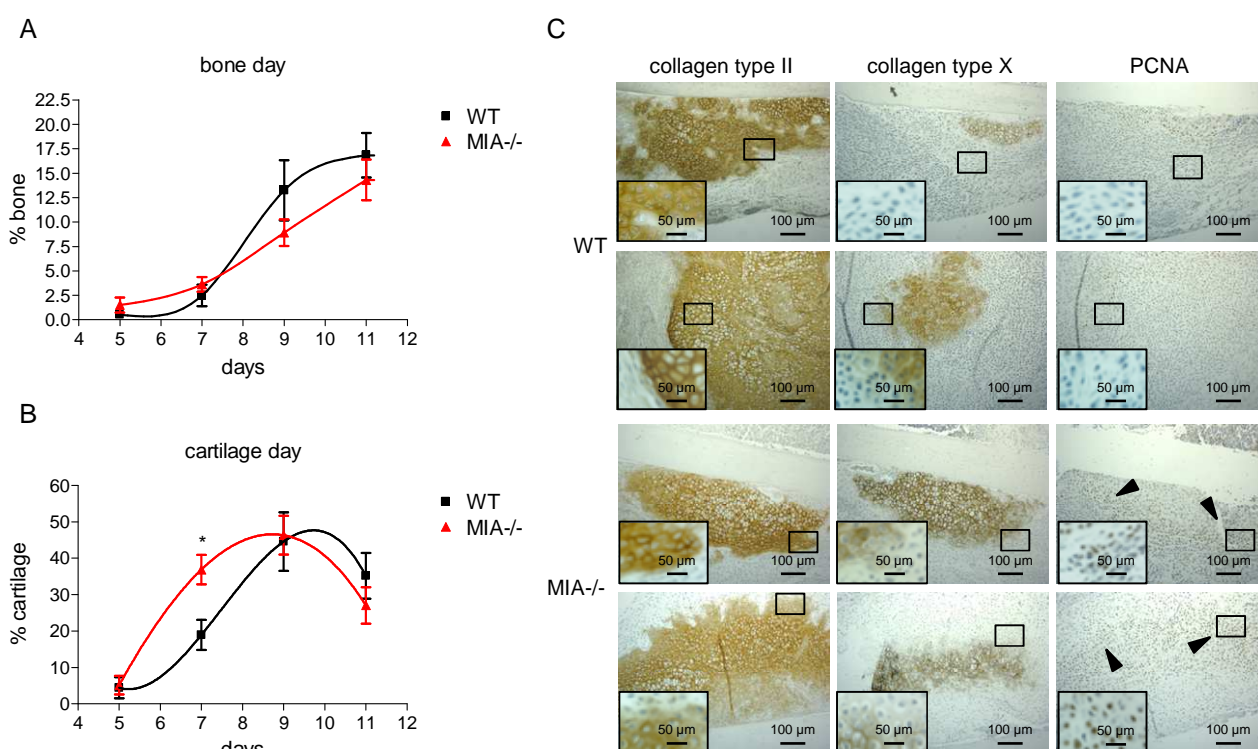 A
bone day
22.5
20.0
17.5
15.0
12.5
10.0
7.5
5.0
2.5
0.0
% bone
4 5 6 7 8 9 10 11 12
days
WT
MIA-/-
B
cartilage day
60
50
40
30
20
10
0
% cartilage
*
4 5 6 7 8 9 10 11 12
days
WT
MIA-/-
C
collagen type II collagen type X PCNA
WT
50 µm 100 µm 50 µm 100 µm 50 µm 100 µm
50 µm 100 µm 50 µm 100 µm 50 µm 100 µm
MIA-/-
50 µm 100 µm 50 µm 100 µm 50 µm 100 µm
50 µm 100 µm 50 µm 100 µm 50 µm 100 µm